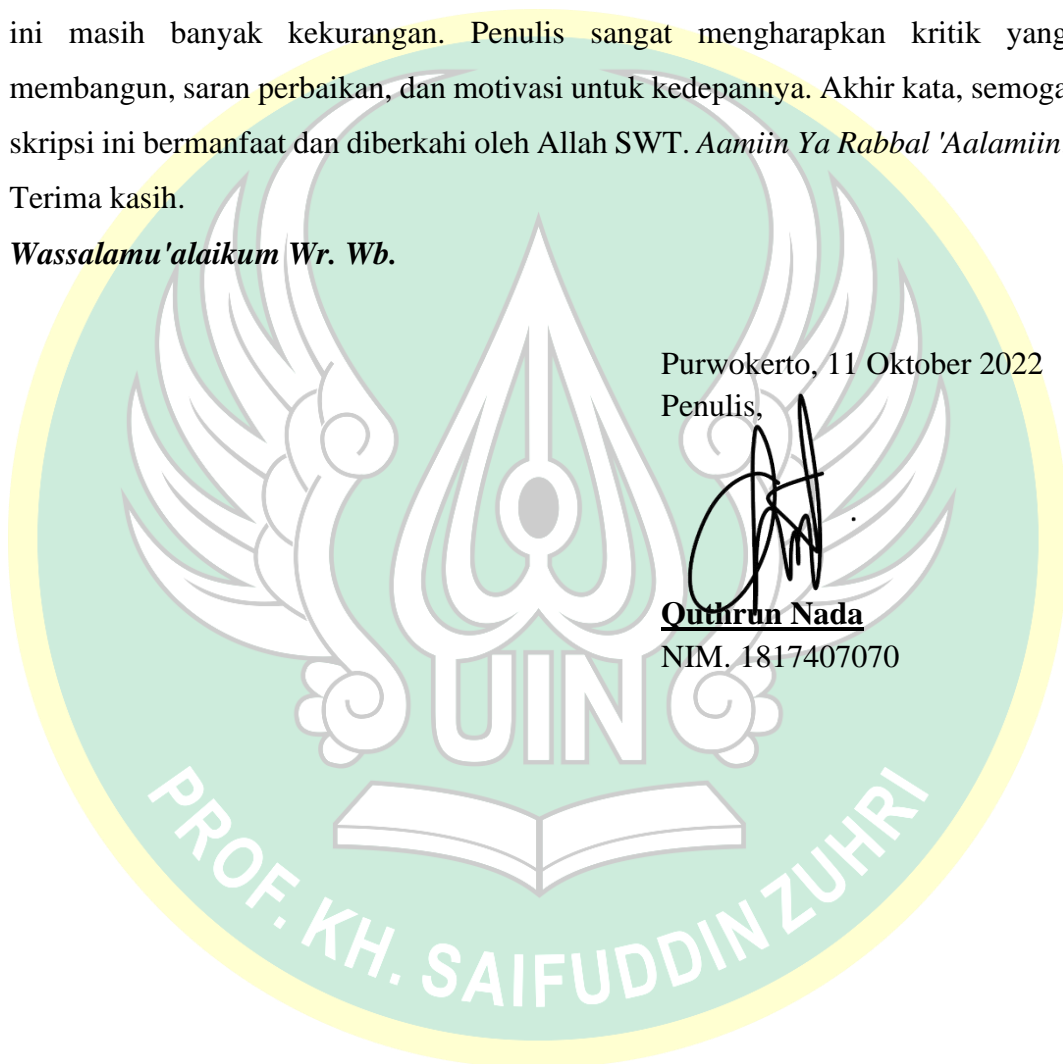 ini masih banyak kekurangan. Penulis sangat mengharapkan kritik yang
membangun, saran perbaikan, dan motivasi untuk kedepannya. Akhir kata, semoga
skripsi ini bermanfaat dan diberkahi oleh Allah SWT. Aamiin Ya Rabbal 'Aalamiin
Terima kasih.
Wassalamu'alaikum Wr. Wb.
Purwokerto, 11 Oktober 2022
Penulis,
Quthrun Nada
NIM. 1817407070
UIN
PROF. KH. SAIFUDDIN ZUHRI